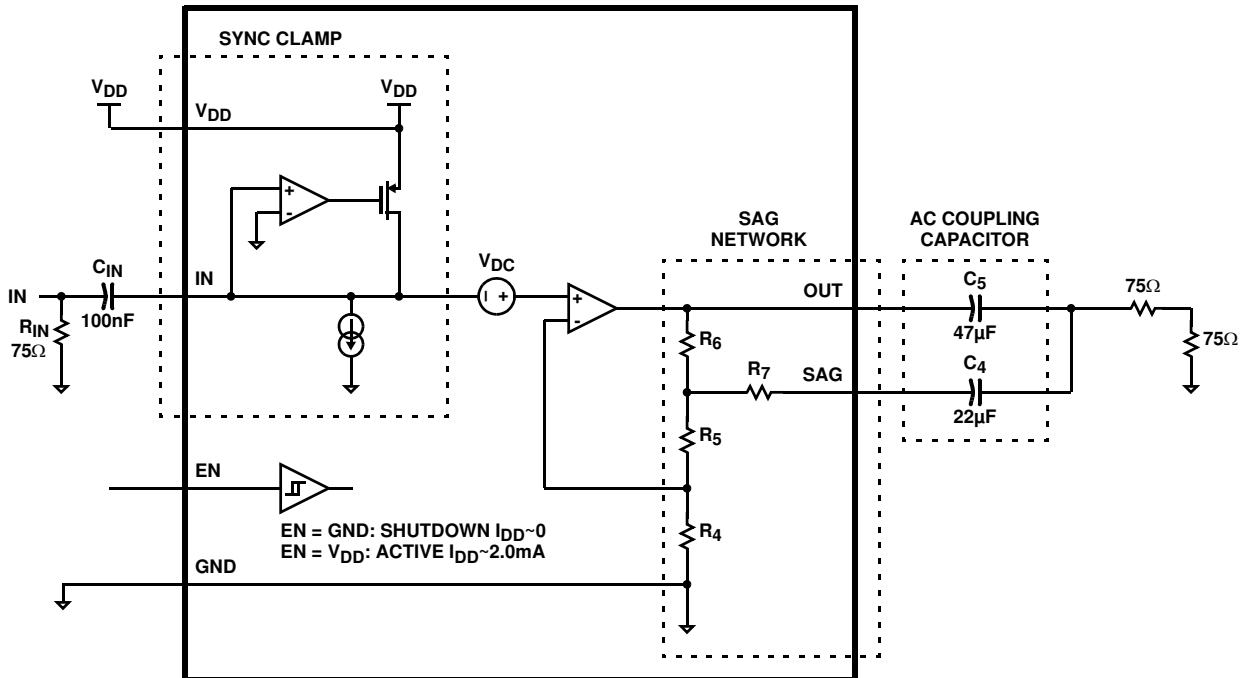 SYNC CLAMP
VDD
VDD
VDD
+
-
SAG
NETWORK
AC COUPLING
CAPACITOR
CIN
IN
VDC
IN
100nF
RIN
75Ω
- +
+
-
OUT
C5
47µF
75Ω
75Ω
R6
R7
SAG
C4
22µF
R5
EN
EN = GND: SHUTDOWN IDD~0
EN = VDD: ACTIVE IDD~2.0mA
R4
GND